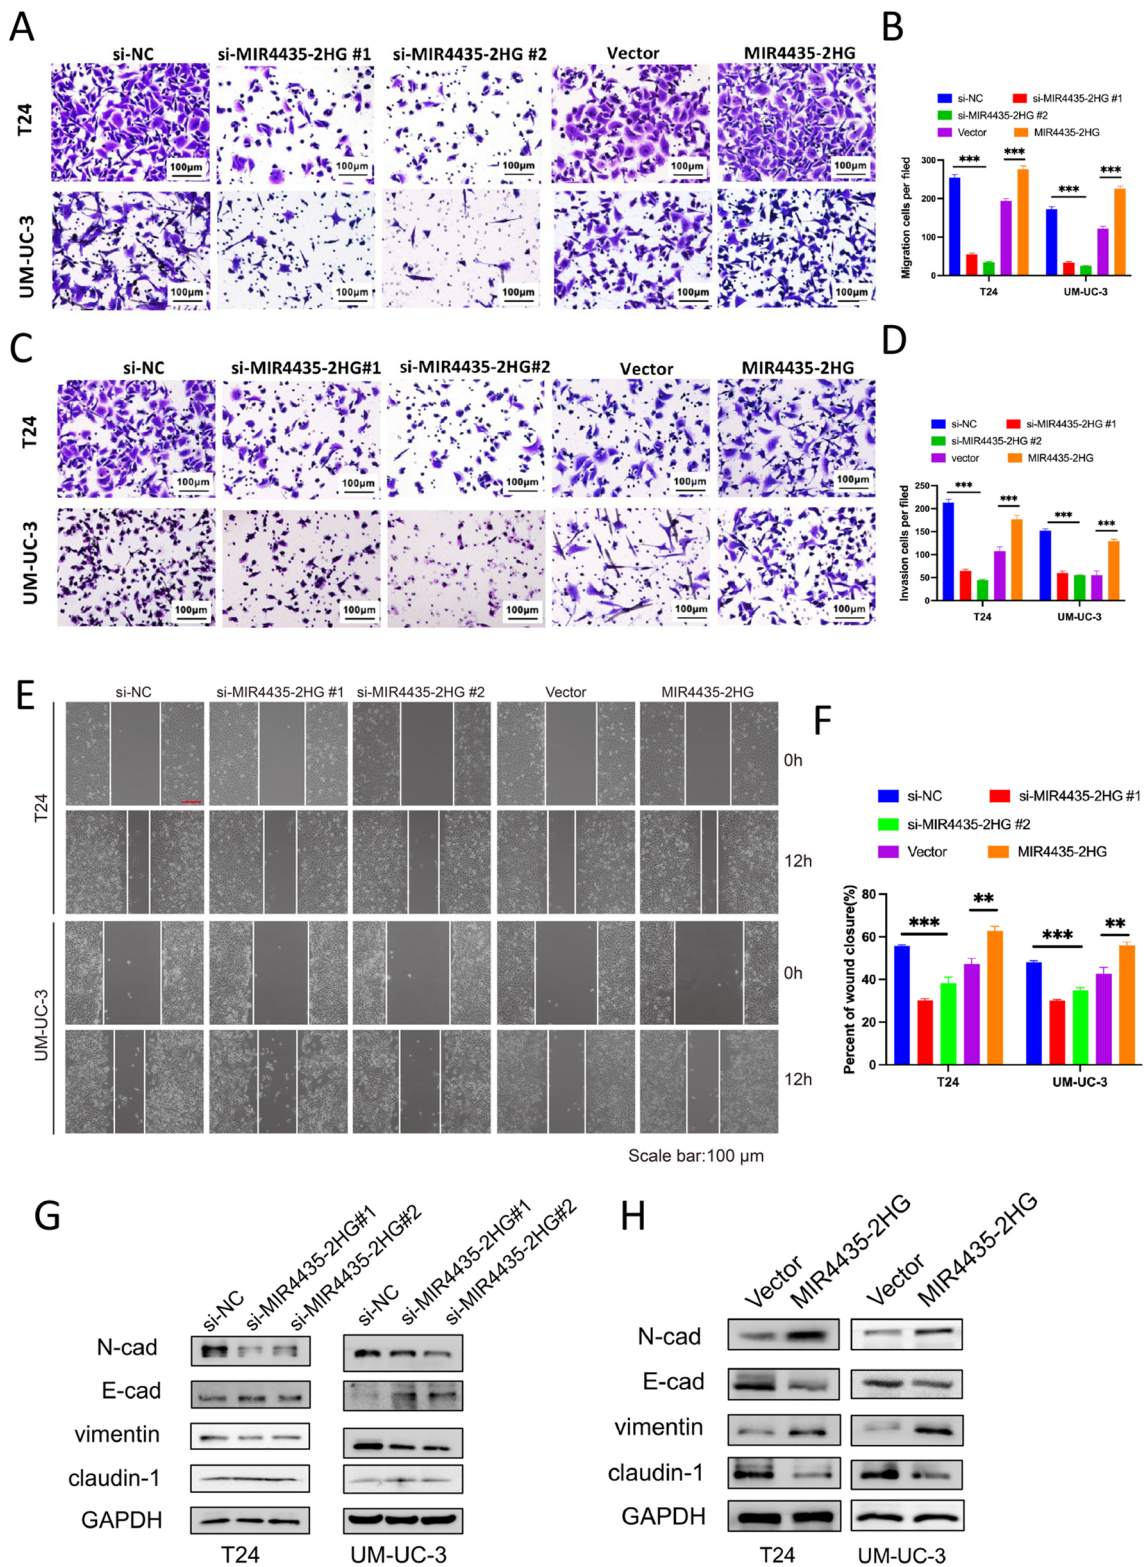 A
si-NC si-MIR4435-2HG #1 si-MIR4435-2HG #2 Vector MIR4435-2HG
T24
100μm 100μm 100μm 100μm 100μm
UM-UC-3
100μm 100μm 100μm 100μm 100μm
B
si-NC si-MIR4435-2HG #1
si-MIR4435-2HG #2
Vector MIR4435-2HG
Migration cells per filed
300
200
100
0
*** *** *** ***
T24 UM-UC-3
C
si-NC si-MIR4435-2HG#1 si-MIR4435-2HG#2 Vector MIR4435-2HG
T24
100μm 100μm 100μm 100μm 100μm
UM-UC-3
100μm 100μm 100μm 100μm 100μm
D
si-NC si-MIR4435-2HG #1
si-MIR4435-2HG #2
vector MIR4435-2HG
Invasion cells per filed
250
200
150
100
50
0
*** *** *** ***
T24 UM-UC-3
E
si-NC si-MIR4435-2HG #1 si-MIR4435-2HG #2 Vector MIR4435-2HG
T24
0h
12h
UM-UC-3
0h
12h
Scale bar:100 μm
F
si-NC si-MIR4435-2HG #1
si-MIR4435-2HG #2
Vector MIR4435-2HG
Percent of wound closure(%)
80
60
40
20
0
*** ** *** **
T24 UM-UC-3
G
si-NC si-MIR4435-2HG#1 si-MIR4435-2HG#2 si-NC si-MIR4435-2HG#1 si-MIR4435-2HG#2
N-cad
E-cad
vimentin
claudin-1
GAPDH
T24 UM-UC-3
H
Vector MIR4435-2HG Vector MIR4435-2HG
N-cad
E-cad
vimentin
claudin-1
GAPDH
T24 UM-UC-3